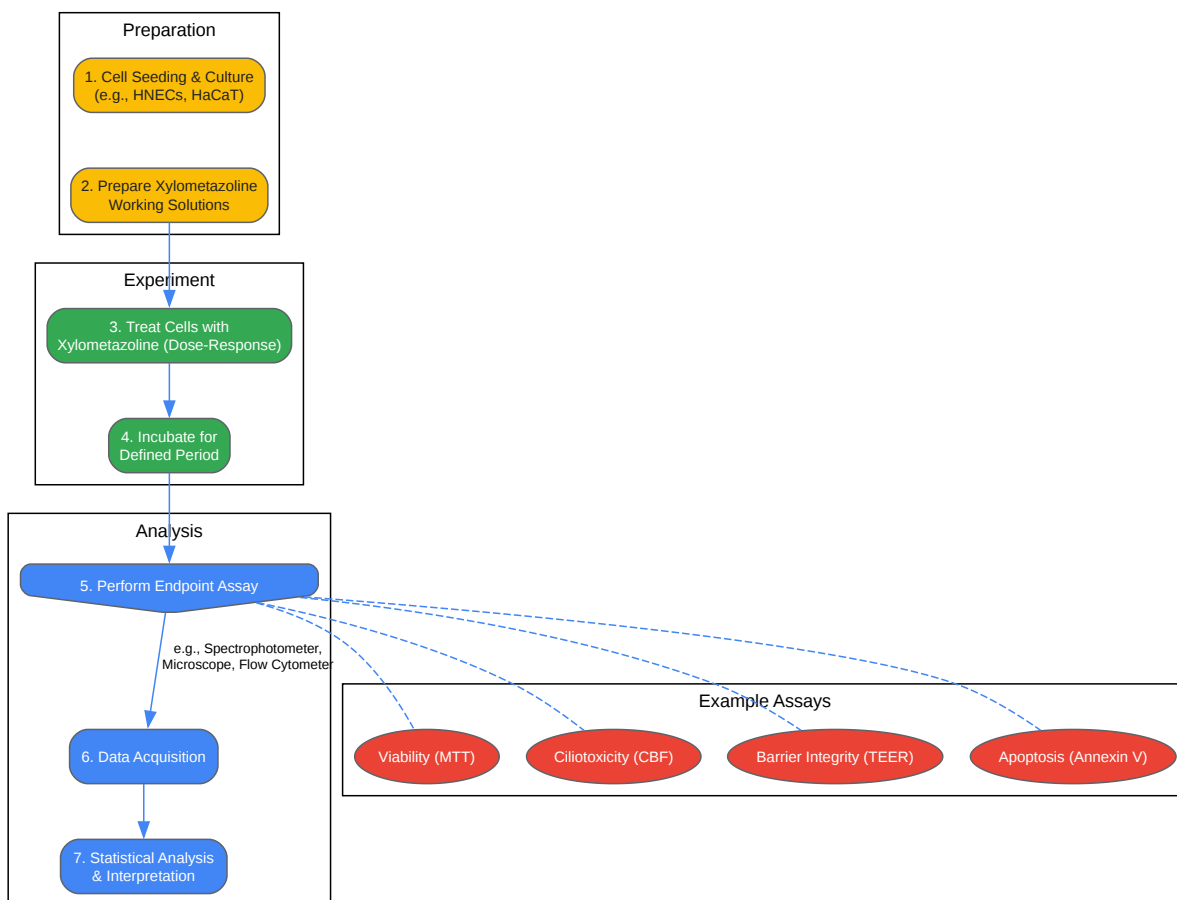 Preparation
1. Cell Seeding & Culture
(e.g., HNECs, HaCaT)
2. Prepare Xylometazoline
Working Solutions
Experiment
3. Treat Cells with
Xylometazoline (Dose-Response)
4. Incubate for
Defined Period
Analysis
5. Perform Endpoint Assay
e.g., Spectrophotometer,
Microscope, Flow Cytometer
Example Assays
Viability (MTT)
Ciliotoxicity (CBF)
Barrier Integrity (TEER)
Apoptosis (Annexin V)
6. Data Acquisition
7. Statistical Analysis
& Interpretation